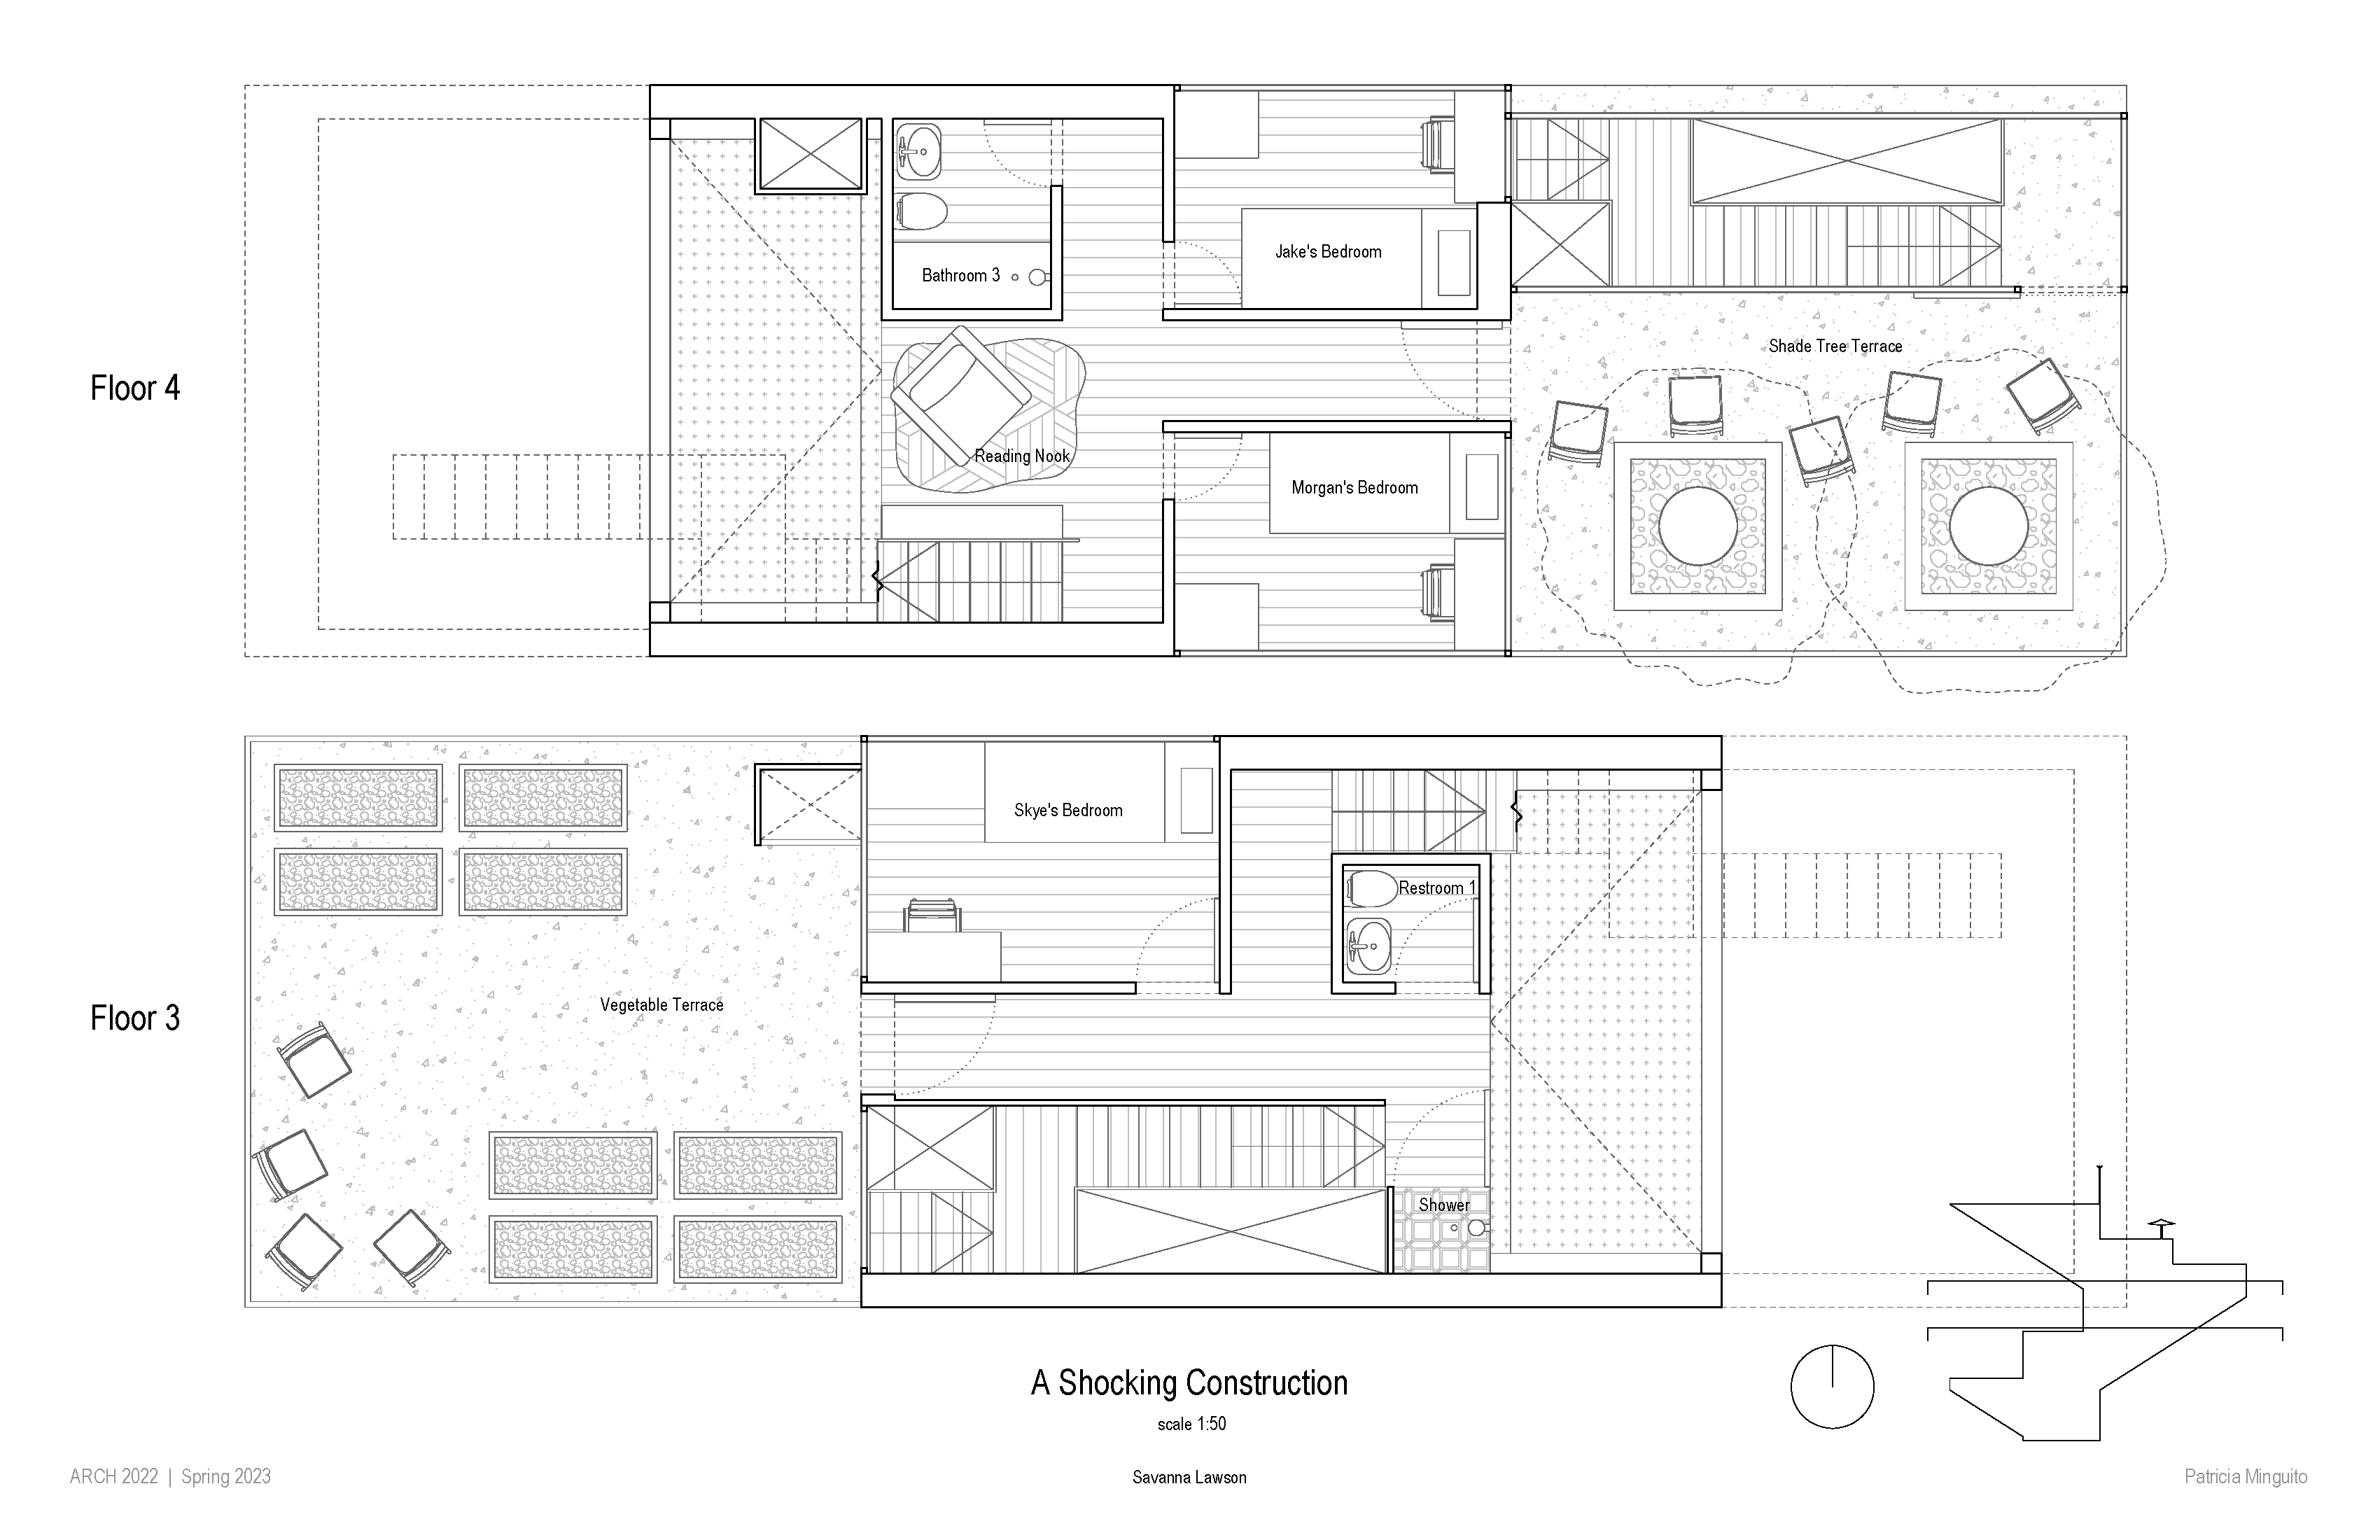 Jake's Bedroom
Bathroom 3
Shade Tree Terrace
Floor 4
Reading Nook
Morgan's Bedroom
Skye's Bedroom
Restroom 1
Vegetable Terrace
Floor 3
Shower
A Shocking Construction
scale 1:50
ARCH 2022 | Spring 2023
Savanna Lawson
Patricia Minguito